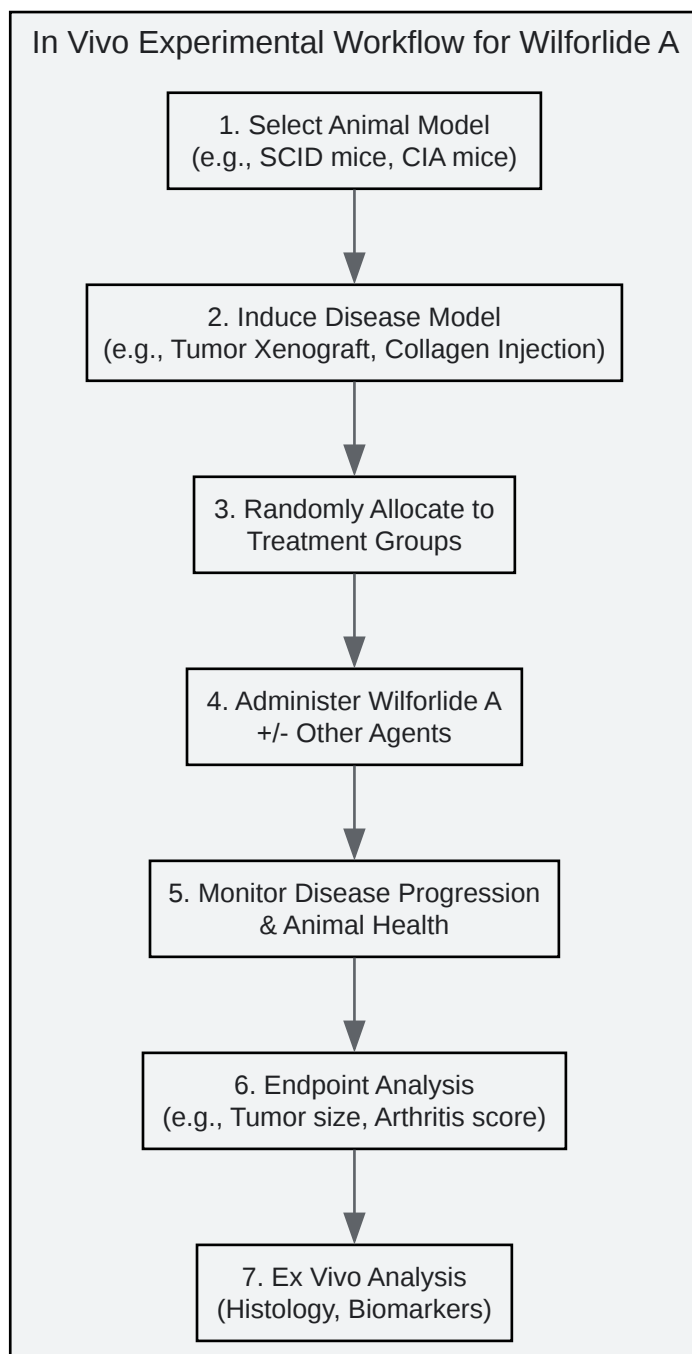 In Vivo Experimental Workflow for Wilforlide A
1. Select Animal Model
(e.g., SCID mice, CIA mice)
2. Induce Disease Model
(e.g., Tumor Xenograft, Collagen Injection)
3. Randomly Allocate to
Treatment Groups
4. Administer Wilforlide A
+/- Other Agents
5. Monitor Disease Progression
& Animal Health
6. Endpoint Analysis
(e.g., Tumor size, Arthritis score)
7. Ex Vivo Analysis
(Histology, Biomarkers)